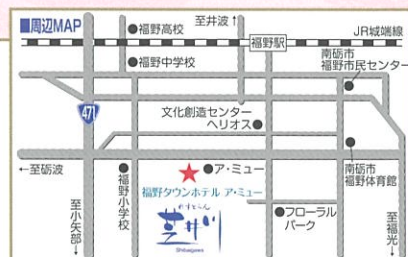 ■周辺MAP
至井波↑
●福野高校
JR城端線
福野駅
●福野中学校
南砺市
福野市民センター
471
文化創造センター
ヘリオス●
←至砺波
●ア・ミュー
福野小学校
福野タウンホテル ア・ミュー
南砺市
福野体育館
れすとらん
芝井川
Shibaigawa
●フローラル
パーク
至小矢部↓
至福光↓